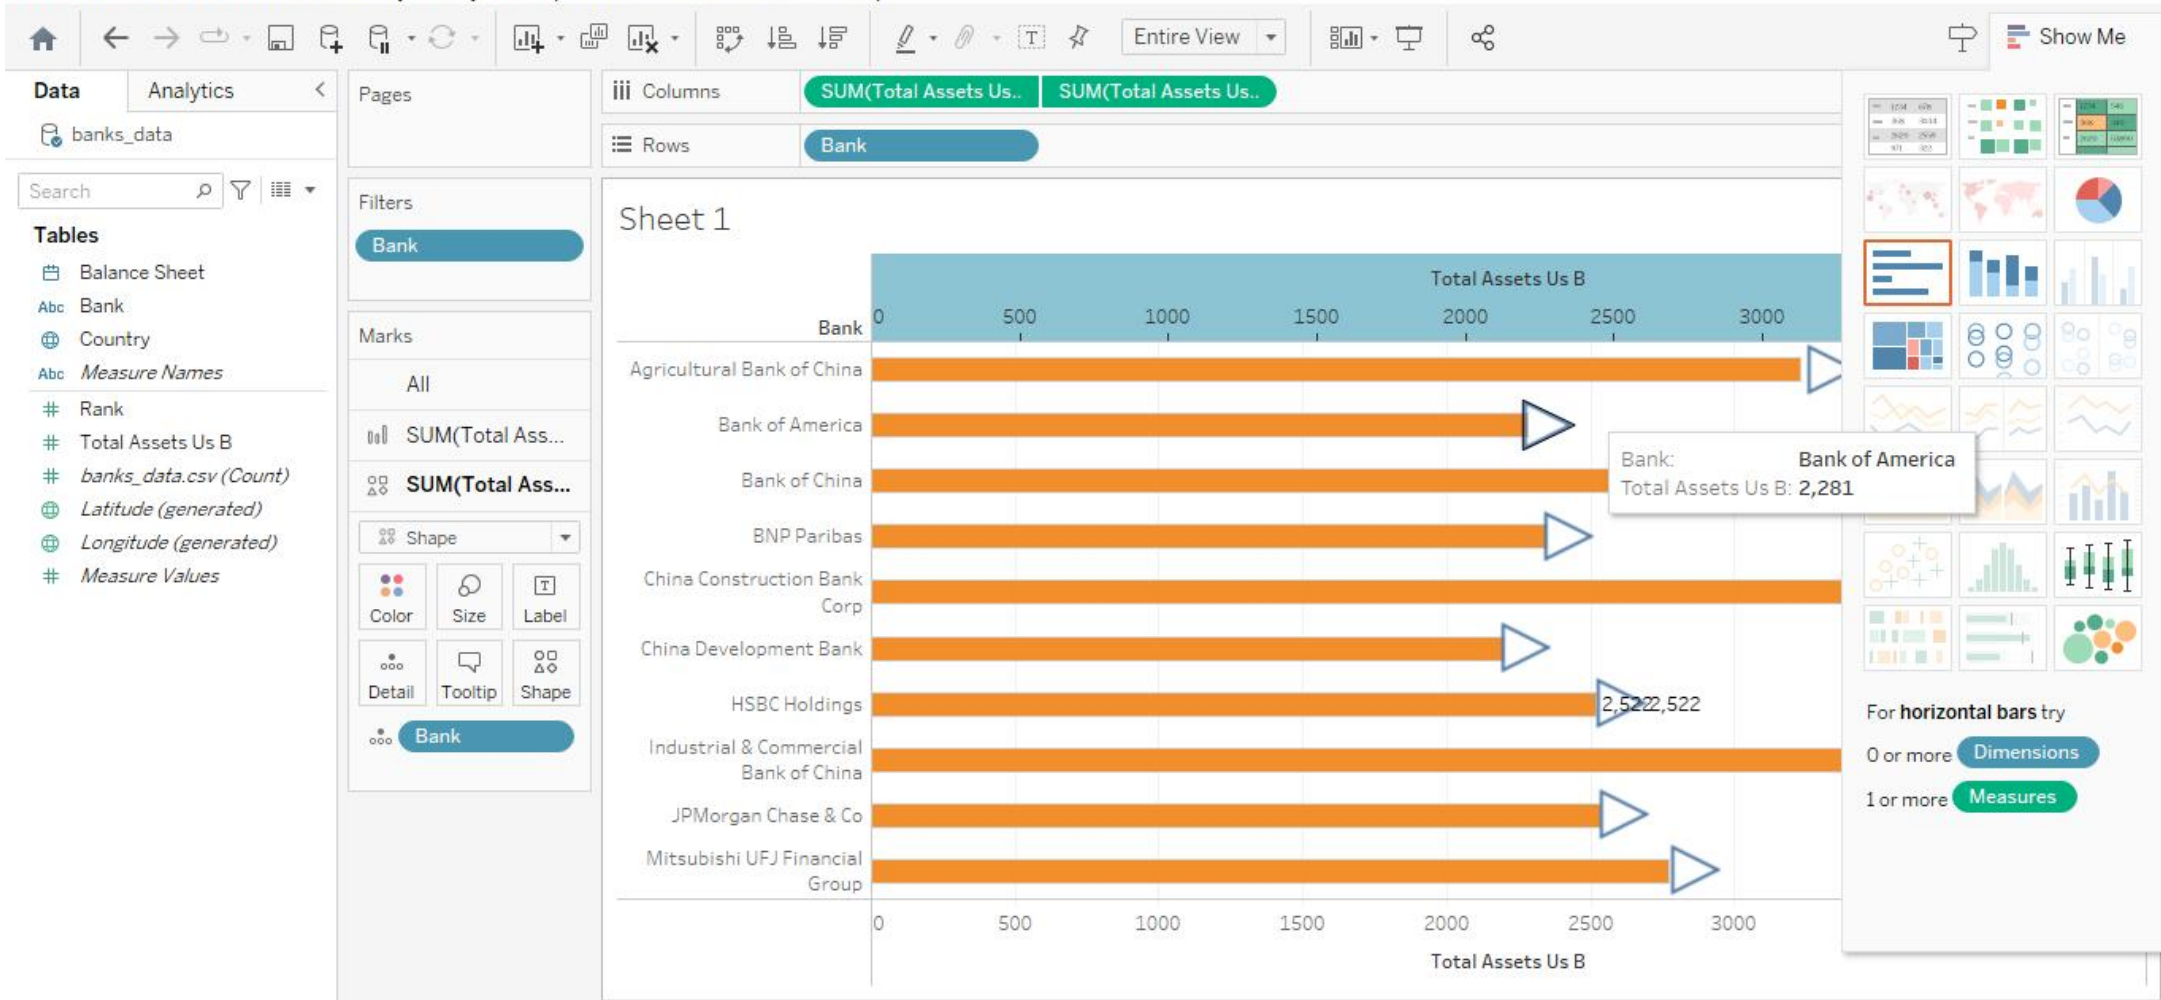 Entire View
Show Me
Data
Analytics
Pages
Columns
SUM(Total Assets Us..
SUM(Total Assets Us..
banks_data
Rows
Bank
Search
Filters
Bank
Sheet 1
Tables
Balance Sheet
Abc Bank
Country
Abc Measure Names
Rank
Total Assets Us B
banks_data.csv (Count)
Latitude (generated)
Longitude (generated)
Measure Values
Marks
All
SUM(Total Ass...
SUM(Total Ass...
Shape
Color
Size
Label
Detail
Tooltip
Shape
Bank
Total Assets Us B
Bank
0 500 1000 1500 2000 2500 3000
Agricultural Bank of China
Bank of America
Bank of China
BNP Paribas
China Construction Bank
Corp
China Development Bank
HSBC Holdings
2,522
2,522
Industrial & Commercial
Bank of China
JPMorgan Chase & Co
Mitsubishi UFJ Financial
Group
0 500 1000 1500 2000 2500 3000
Total Assets Us B
Bank: Bank of America
Total Assets Us B: 2,281
For horizontal bars try
0 or more Dimensions
1 or more Measures